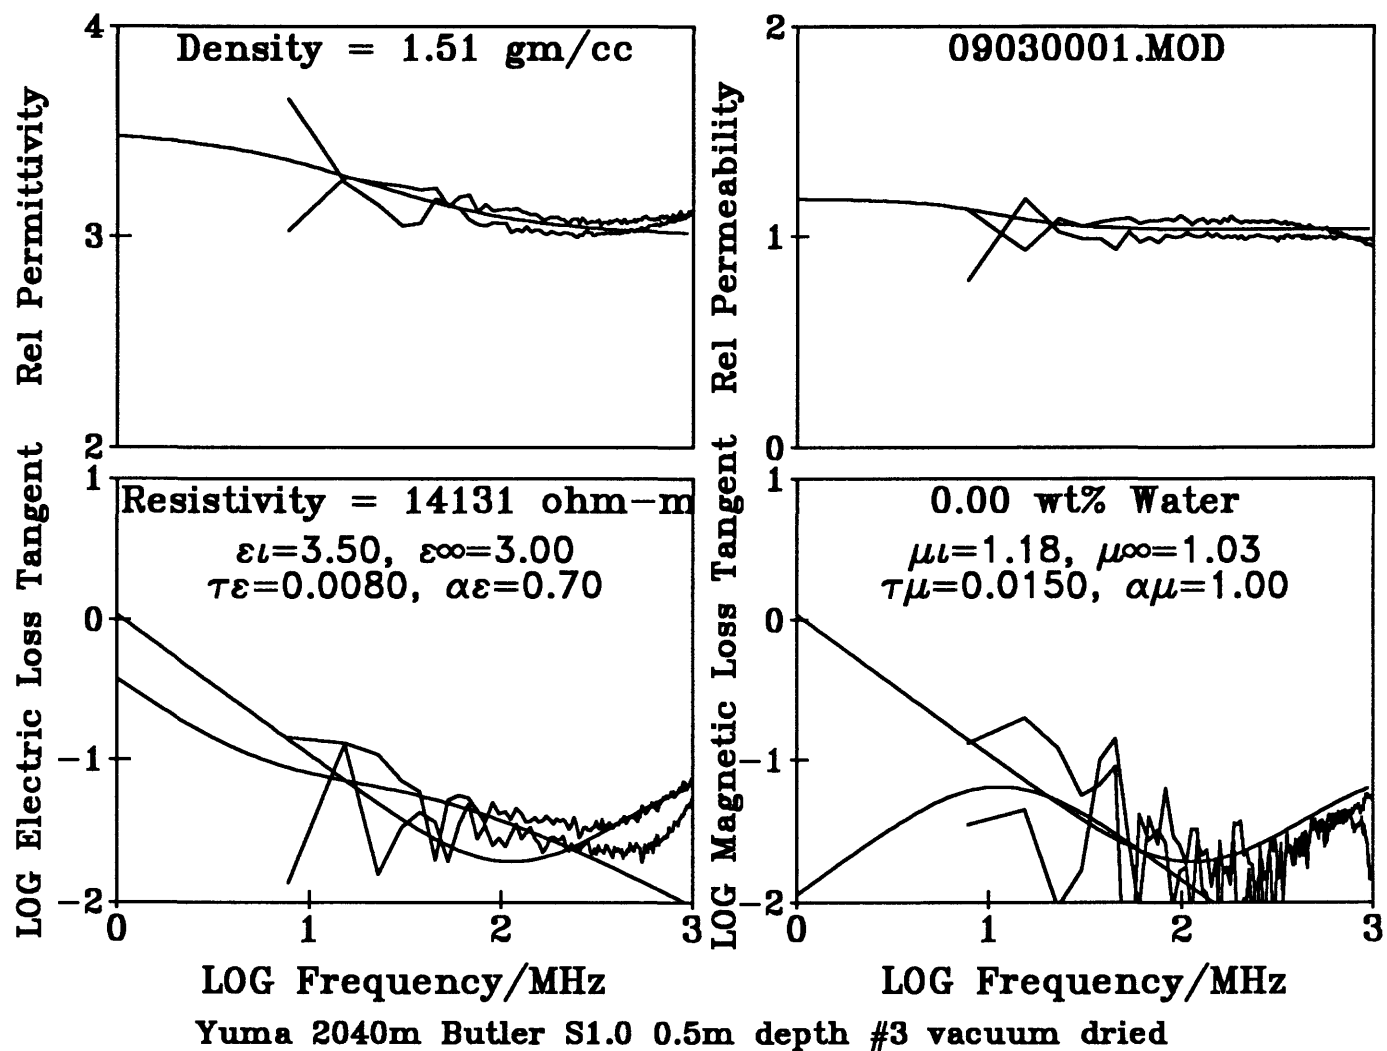 Density = 1.51 gm/cc
09030001.MOD
4
3
2
Rel Permittivity
2
1
0
Rel Permeability
Resistivity = 14131 ohm-m
ει=3.50, ε∞=3.00
τε=0.0080, αε=0.70
0.00 wt% Water
μι=1.18, μ∞=1.03
τμ=0.0150, αμ=1.00
1
0
-1
-2
LOG Electric Loss Tangent
1
0
-1
-2
LOG Magnetic Loss Tangent
0 1 2 3
0 1 2 3
LOG Frequency/MHz
LOG Frequency/MHz
Yuma 2040m Butler S1.0 0.5m depth #3 vacuum dried